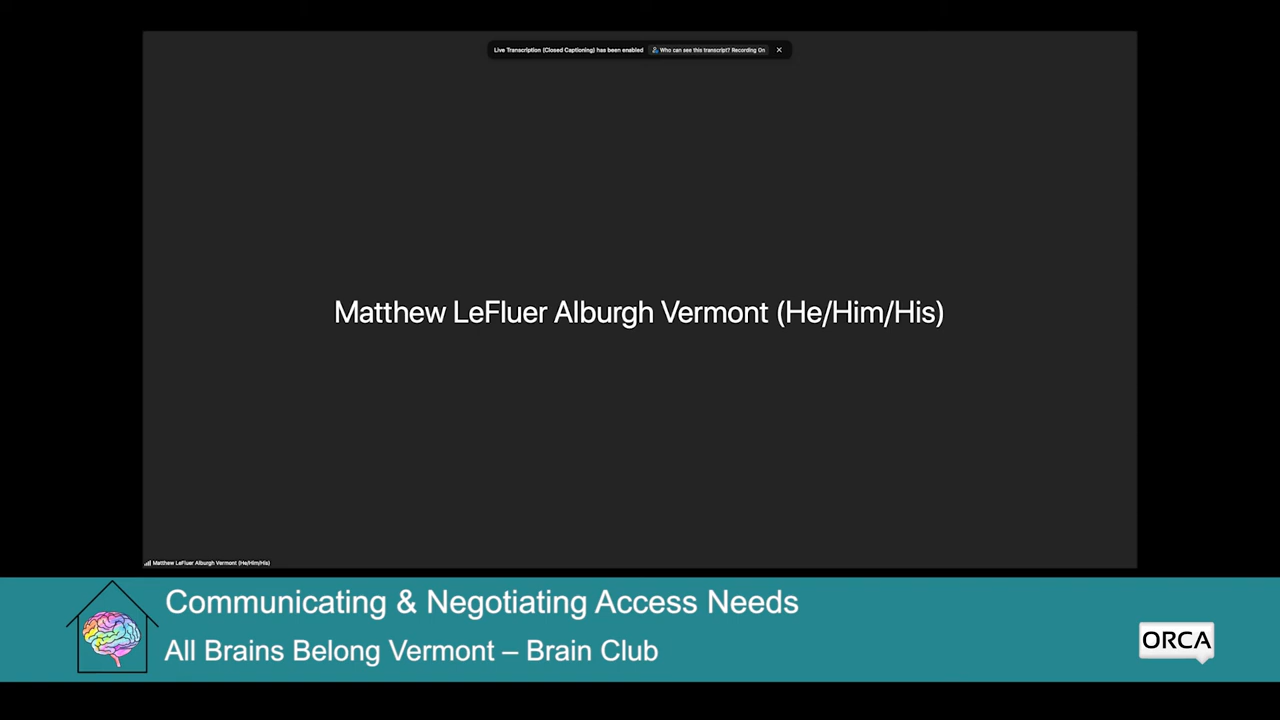 Live Transcription (Closed Captioning) has been enabled Who can see this transcript? Recording On
Matthew LeFluer Alburgh Vermont (He/Him/His)
Matthew LeFluer Alburgh Vermont (He/Him/His)
Communicating & Negotiating Access Needs
All Brains Belong Vermont – Brain Club
ORCA